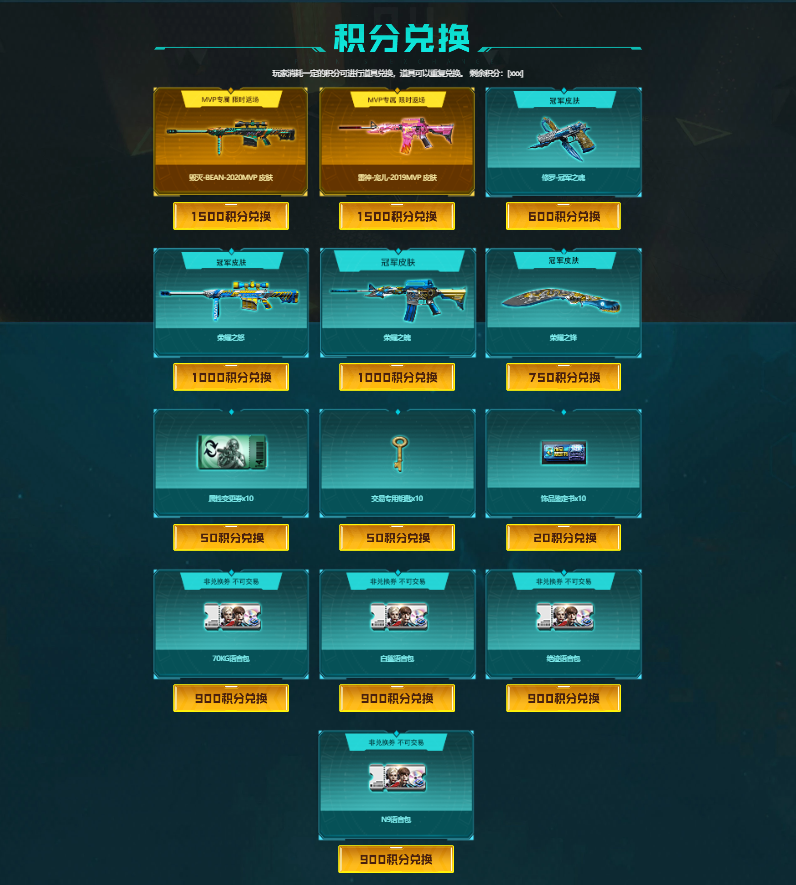 积分兑换
玩家消耗一定的积分可进行道具兑换，道具可以重复兑换。 剩余积分：[xxx]
MVP专属 限时返场
MVP专属 限时返场
冠军皮肤
毁灭-BEAN-2020MVP 皮肤
雷神-宝儿-2019MVP 皮肤
修罗-冠军之魂
1500积分兑换
1500积分兑换
600积分兑换
冠军皮肤
冠军皮肤
冠军皮肤
荣耀之怒
荣耀之魄
荣耀之锋
1000积分兑换
1000积分兑换
750积分兑换
属性变更券x10
交易专用钥匙x10
饰品鉴定书x10
50积分兑换
50积分兑换
20积分兑换
非兑换券 不可交易
非兑换券 不可交易
非兑换券 不可交易
70KG语音包
白鲨语音包
绝迹语音包
900积分兑换
900积分兑换
900积分兑换
非兑换券 不可交易
N9语音包
900积分兑换